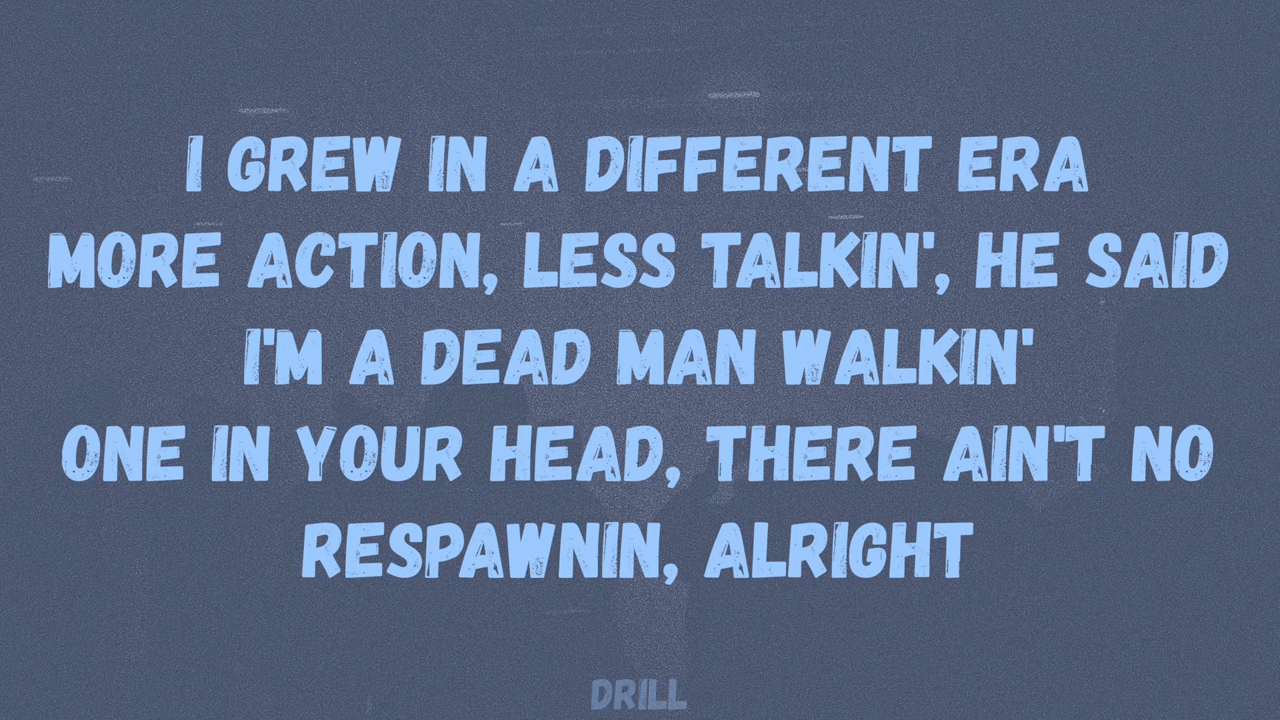 I GREW IN A DIFFERENT ERA
MORE ACTION, LESS TALKIN', HE SAID
I'M A DEAD MAN WALKIN'
ONE IN YOUR HEAD, THERE AIN'T NO
RESPAWNIN, ALRIGHT
DRILL